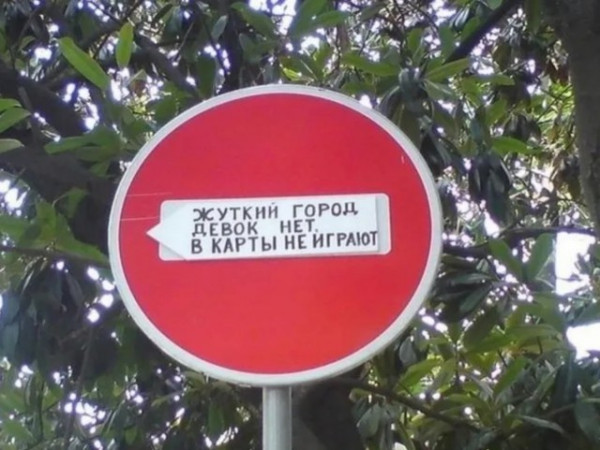 ЖУТКИЙ ГОРОД
ДЕВОК НЕТ.
В КАРТЫ НЕ ИГРАЮТ